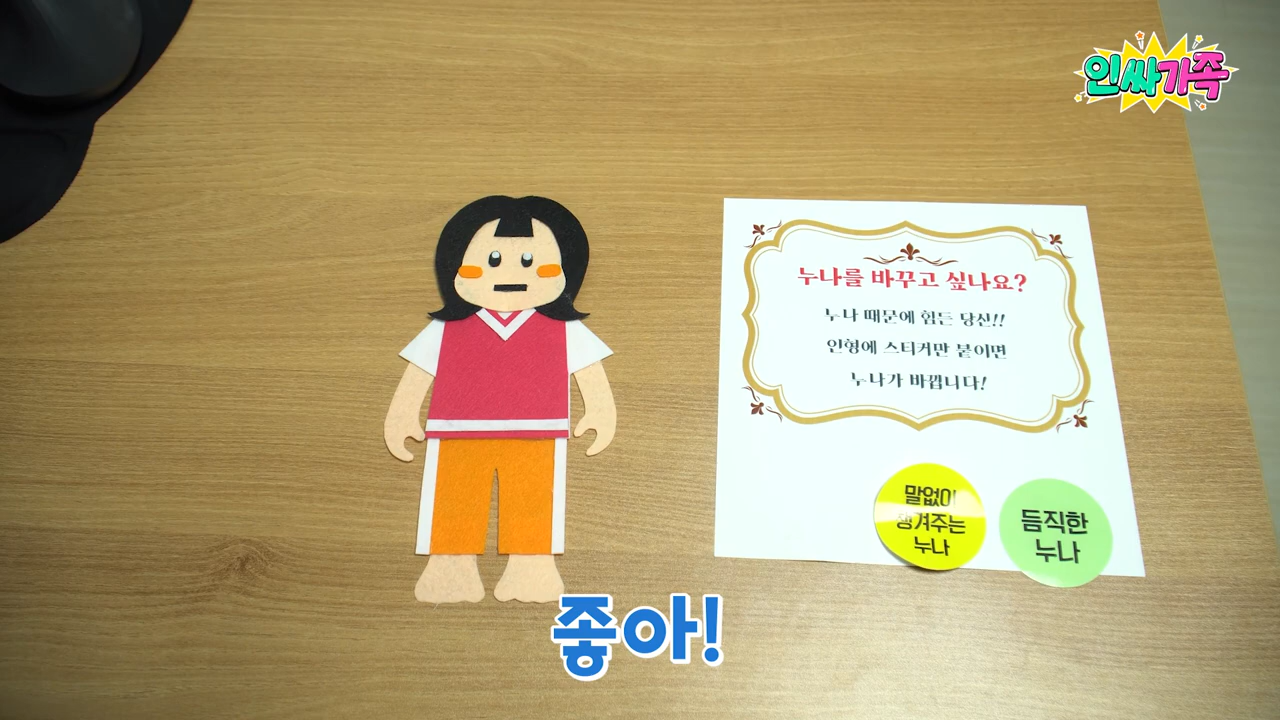 인싸가족
누나를 바꾸고 싶나요?
누나 때문에 힘든 당신!!
인형에 스티커만 붙이면
누나가 바뀝니다!
말없이
챙겨주는
누나
듬직한
누나
좋아!